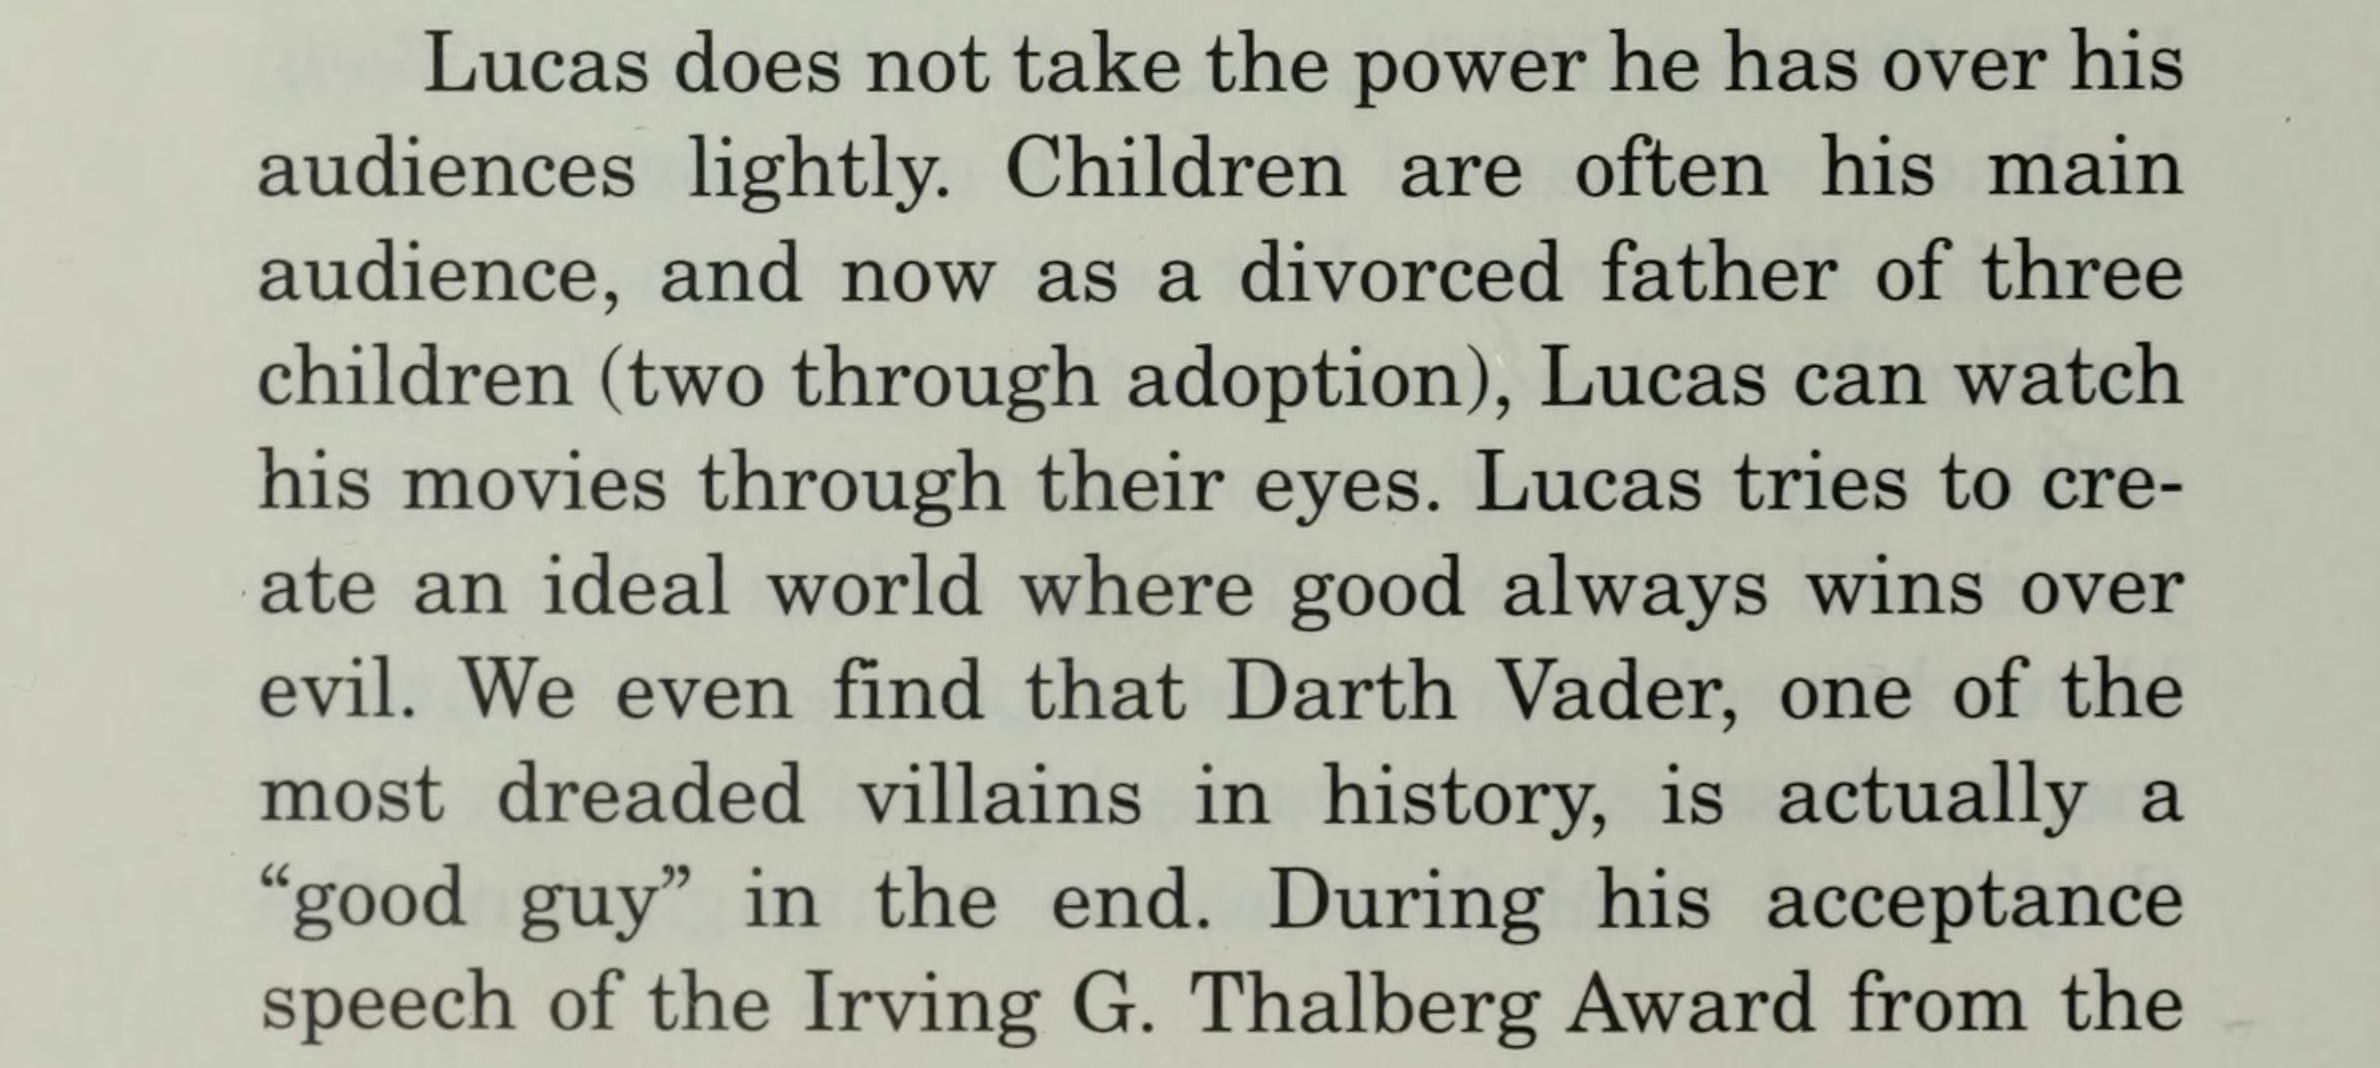 Lucas does not take the power he has over his
audiences lightly. Children are often his main
audience, and now as a divorced father of three
children (two through adoption), Lucas can watch
his movies through their eyes. Lucas tries to cre-
ate an ideal world where good always wins over
evil. We even find that Darth Vader, one of the
most dreaded villains in history, is actually a
“good guy” in the end. During his acceptance
speech of the Irving G. Thalberg Award from the